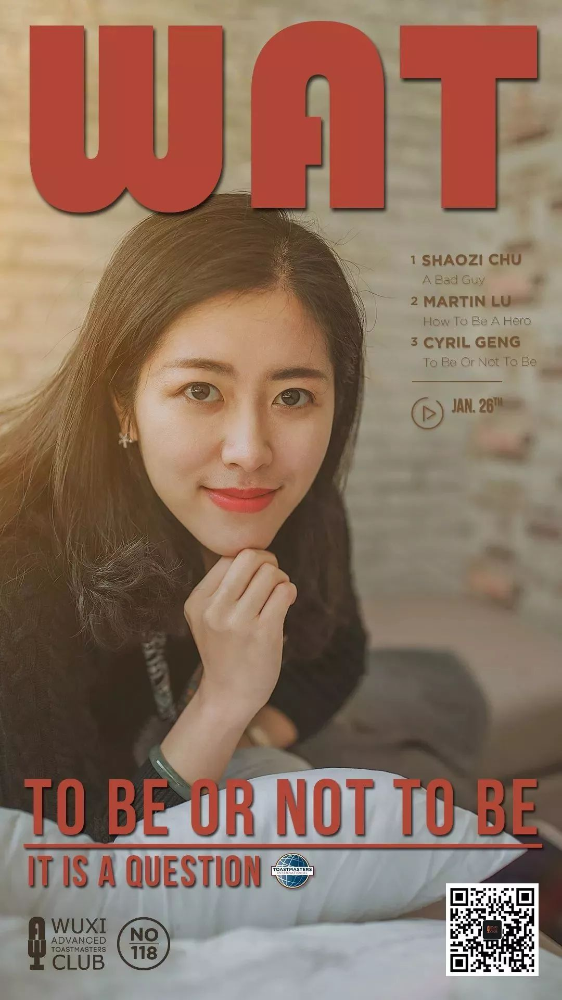 WAT
1 SHAOZI CHU
A Bad Guy
2 MARTIN LU
How To Be A Hero
3 CYRIL GENG
To Be Or Not To Be
JAN. 26TH
TO BE OR NOT TO BE
IT IS A QUESTION
TOASTMASTERS
INTERNATIONAL
WUXI
ADVANCED
TOASTMASTERS
CLUB
NO
118